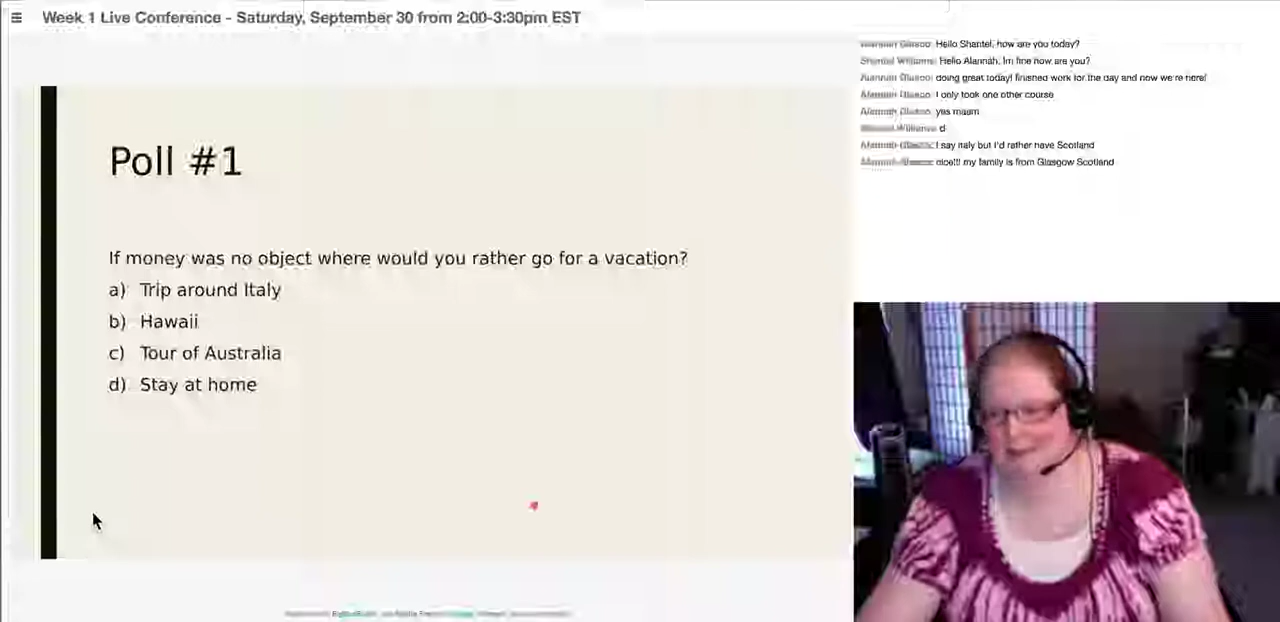 Week 1 Live Conference - Saturday, September 30 from 2:00-3:30pm EST
Hello Shantel, how are you today?
Shantel Williams: Hello Alannah, Im fine how are you?
doing great today! finished work for the day and now we're here!
I only took one other course
yes maam
d
I say italy but I'd rather have Scotland
nice!!! my family is from Glasgow Scotland
Poll #1
If money was no object where would you rather go for a vacation?
a) Trip around Italy
b) Hawaii
c) Tour of Australia
d) Stay at home